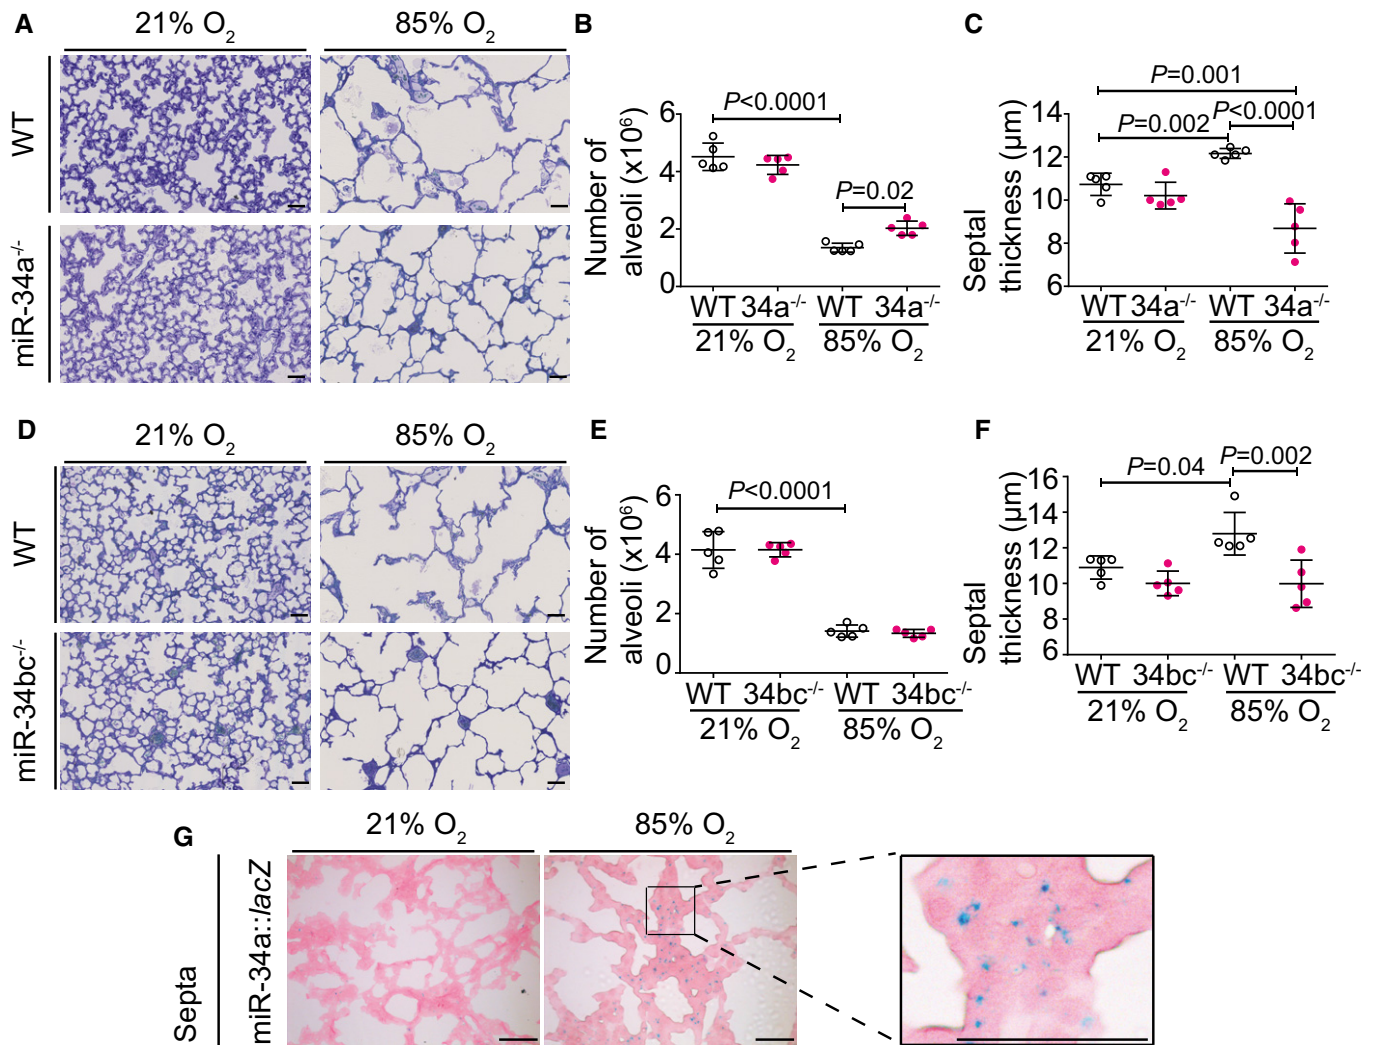 A
21% O2
85% O2
WT
miR-34a-/-
B
Number of
alveoli (x10⁶)
6
4
2
0
P<0.0001
P=0.02
WT 34a-/- WT 34a-/-
21% O2 85% O2
C
Septal
thickness (µm)
14
12
10
8
6
P=0.001
P<0.0001
P=0.002
WT 34a-/- WT 34a-/-
21% O2 85% O2
D
21% O2
85% O2
WT
miR-34bc-/-
E
Number of
alveoli (x10⁶)
6
4
2
0
P<0.0001
WT 34bc-/- WT 34bc-/-
21% O2 85% O2
F
Septal
thickness (µm)
16
14
12
10
8
6
P=0.04
P=0.002
WT 34bc-/- WT 34bc-/-
21% O2 85% O2
G
21% O2
85% O2
Septa
miR-34a::lacZ